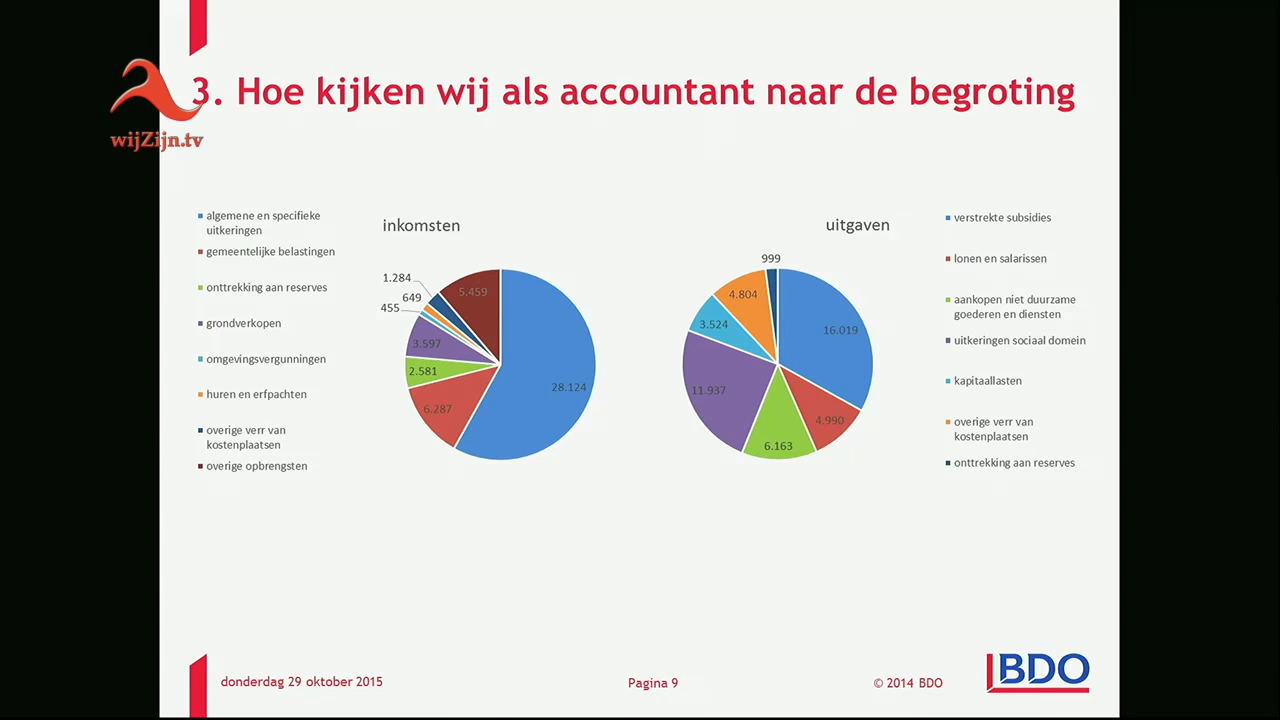 3. Hoe kijken wij als accountant naar de begroting
wijZijn.tv
algemene en specifieke
uitkeringen
gemeentelijke belastingen
onttrekking aan reserves
grondverkopen
omgevingsvergunningen
huren en erfpachten
overige verr van
kostenplaatsen
overige opbrengsten
inkomsten
1.284
5.459
649
455
3.597
2.581
28.124
6.287
uitgaven
999
4.804
3.524
16.019
11.937
4.990
6.163
verstrekte subsidies
lonen en salarissen
aankopen niet duurzame
goederen en diensten
uitkeringen sociaal domein
kapitaallasten
overige verr van
kostenplaatsen
onttrekking aan reserves
donderdag 29 oktober 2015
Pagina 9
© 2014 BDO
BDO